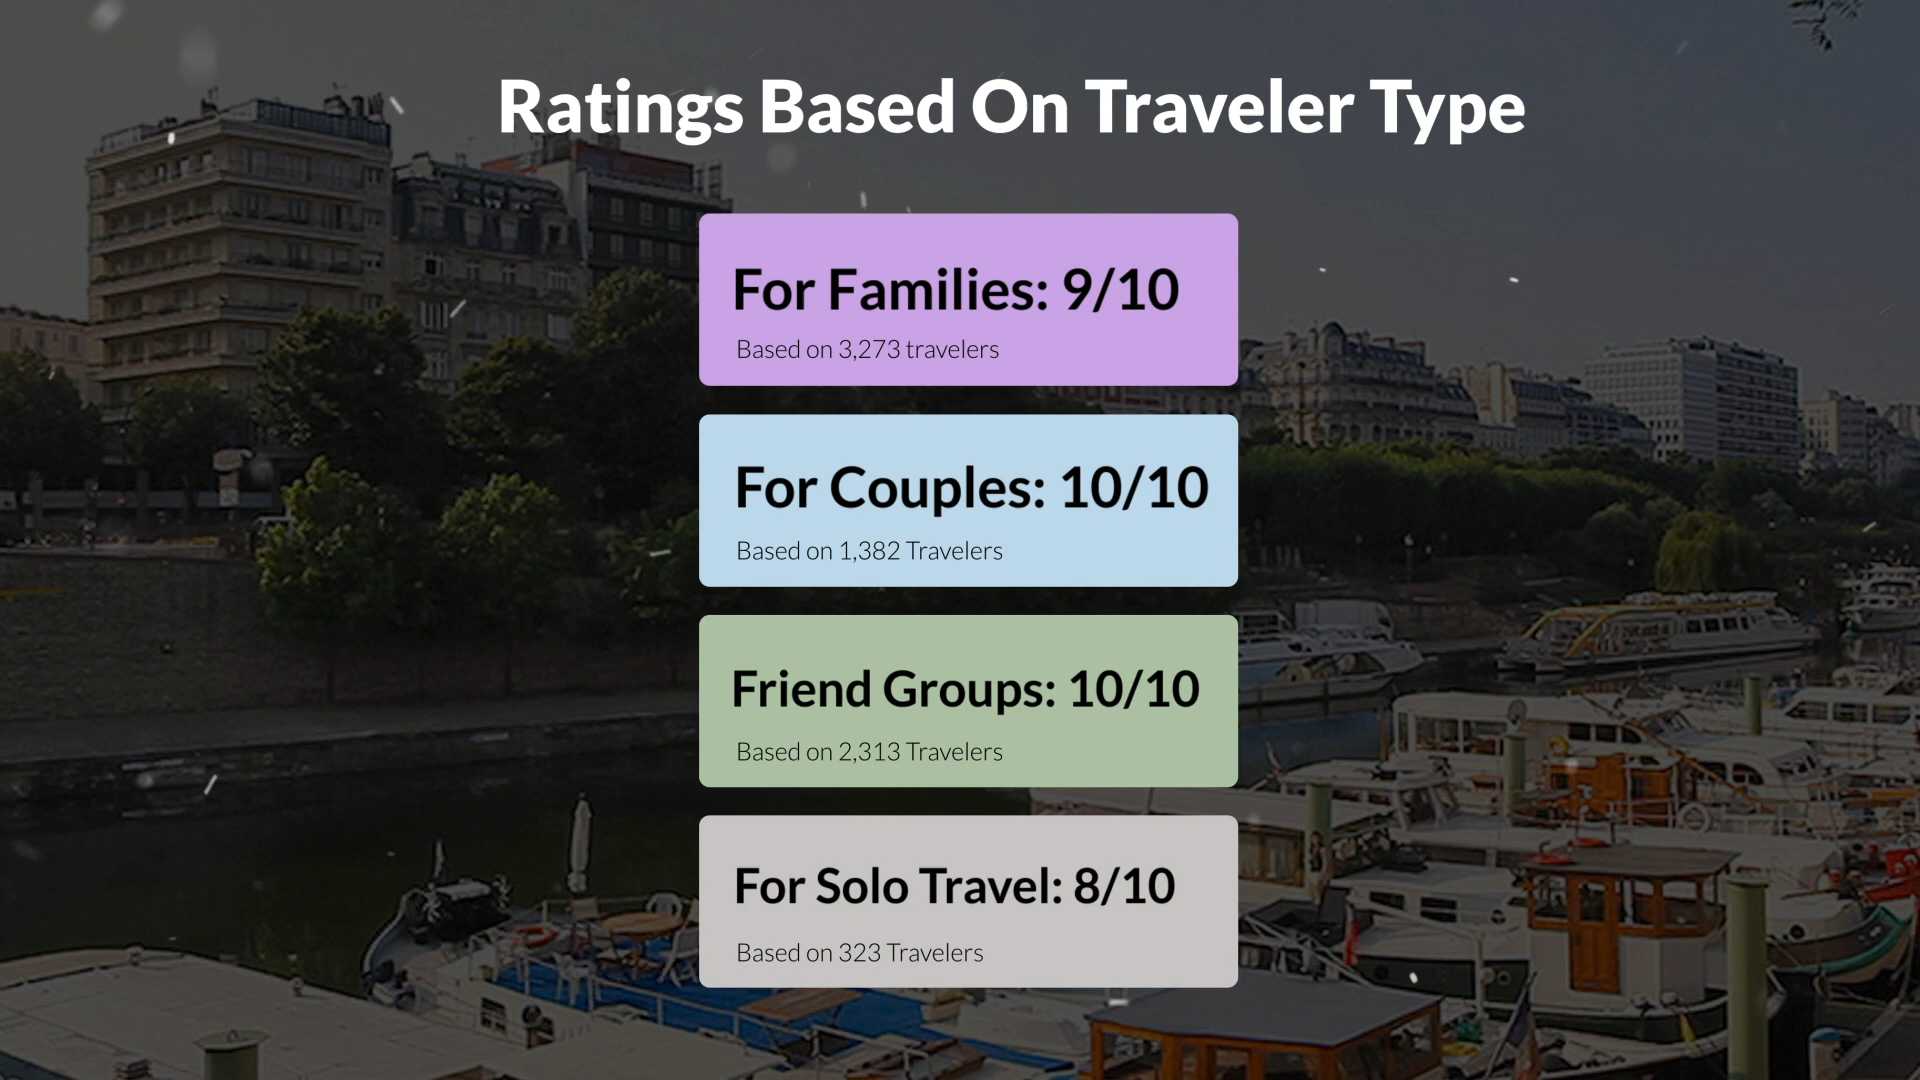 Ratings Based On Traveler Type
For Families: 9/10
Based on 3,273 travelers
For Couples: 10/10
Based on 1,382 Travelers
Friend Groups: 10/10
Based on 2,313 Travelers
For Solo Travel: 8/10
Based on 323 Travelers